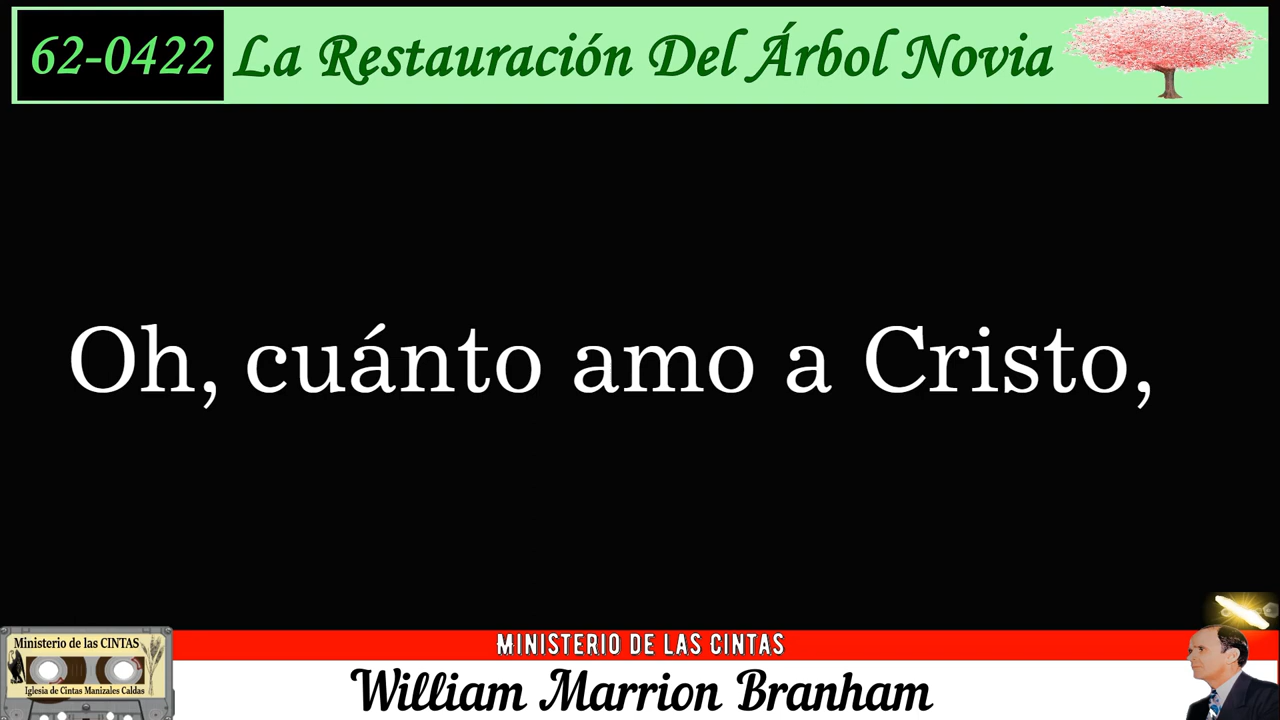 62-0422 La Restauración Del Árbol Novia
Oh, cuánto amo a Cristo,
MINISTERIO DE LAS CINTAS
Ministerio de las CINTAS
Iglesia de Cintas Manizales Caldas
William Marrion Branham